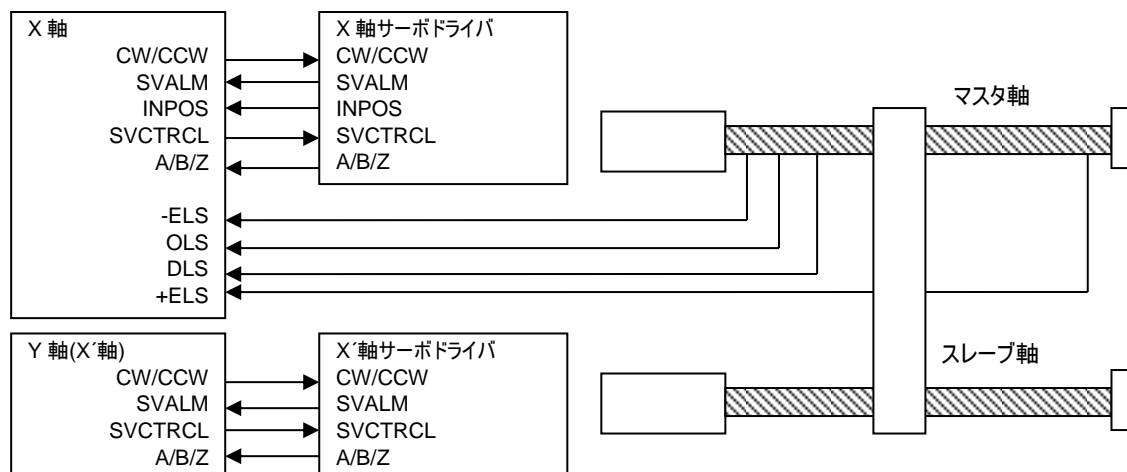 X 軸
CW/CCW
SVALM
INPOS
SVCTRCL
A/B/Z
-ELS
OLS
DLS
+ELS
X 軸サーボドライバ
CW/CCW
SVALM
INPOS
SVCTRCL
A/B/Z
マスタ軸
Y 軸(X´軸)
CW/CCW
SVALM
SVCTRCL
A/B/Z
X´軸サーボドライバ
CW/CCW
SVALM
SVCTRCL
A/B/Z
スレーブ軸